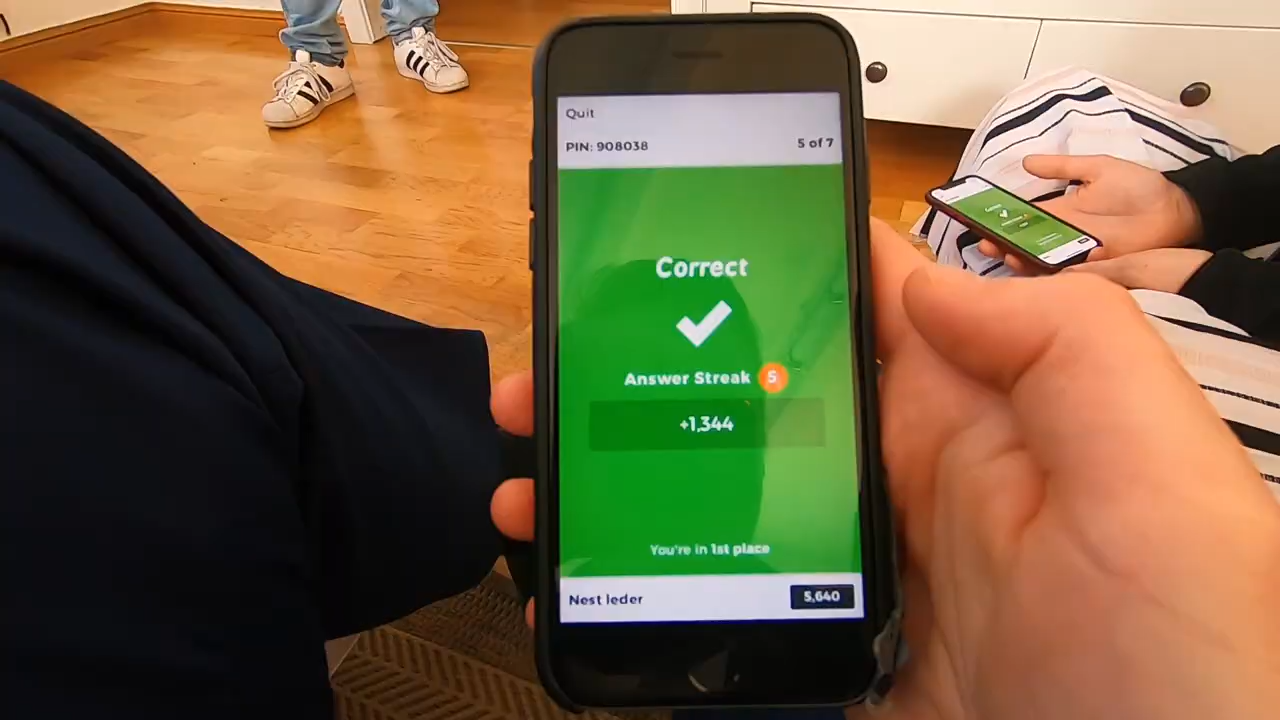 Quit
PIN: 908038
5 of 7
Correct
Answer Streak 5
+1,344
You're in 1st place
Nest leder
5,640
Correct